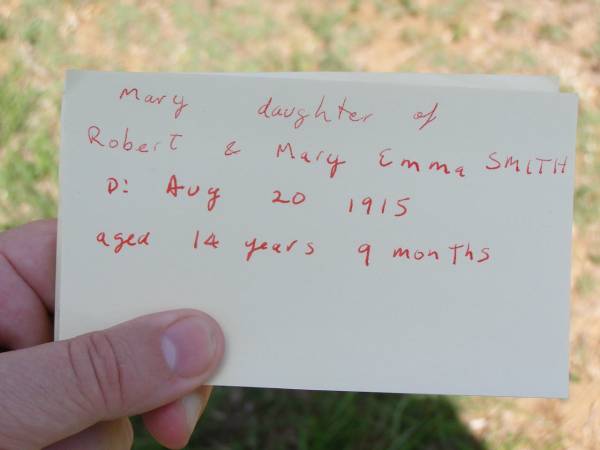 Mary daughter of
Robert & Mary Emma SMITH
D: Aug 20 1915
aged 14 years 9 months